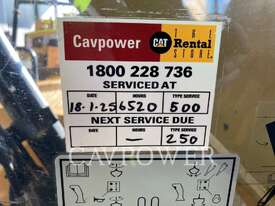 Cavpower CAT THE Rental STORE
1800 228 736
SERVICED AT
DATE HOURS TYPE SERVICE
18-1-25 6520 500
NEXT SERVICE DUE
DATE HOURS TYPE SERVICE
— 250
CAVPOWER